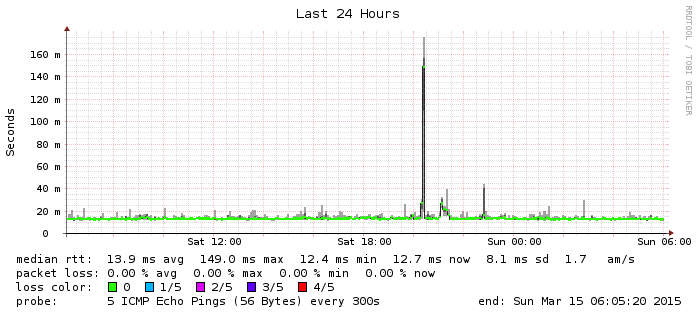 Last 24 Hours
RRDTOOL / TOBI OETIKER
Seconds
160 m
140 m
120 m
100 m
80 m
60 m
40 m
20 m
0
Sat 12:00 Sat 18:00 Sun 00:00 Sun 06:00
median rtt: 13.9 ms avg 149.0 ms max 12.4 ms min 12.7 ms now 8.1 ms sd 1.7 am/s
packet loss: 0.00 % avg 0.00 % max 0.00 % min 0.00 % now
loss color: 0 1/5 2/5 3/5 4/5
probe: 5 ICMP Echo Pings (56 Bytes) every 300s end: Sun Mar 15 06:05:20 2015